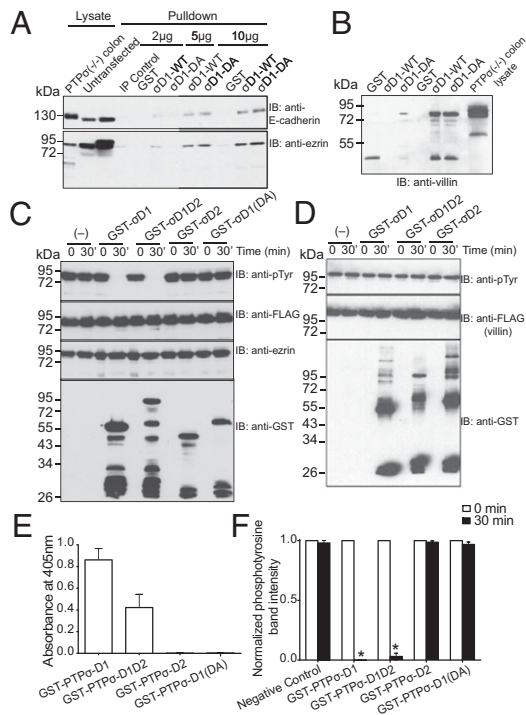 A
Lysate
Pulldown
2µg
5µg
10µg
PTPσ(-/-) colon
Untransfected
IP Control
GST
σD1-WT
σD1-DA
GST
σD1-WT
σD1-DA
GST
σD1-WT
σD1-DA
kDa
130
IB: anti-
E-cadherin
95
72
IB: anti-ezrin
B
GST
σD1-WT
σD1-DA
GST
σD1-WT
σD1-DA
PTPσ(-/-) colon
lysate
kDa
95
72
55
IB: anti-villin
C
(–)
GST-σD1
GST-σD1D2
GST-σD2
GST-σD1(DA)
kDa
0 30' 0 30' 0 30' 0 30' 0 30' Time (min)
95
72
IB: anti-pTyr
95
72
IB: anti-FLAG
95
72
IB: anti-ezrin
95
72
55
43
34
26
IB: anti-GST
D
(–)
GST-σD1
GST-σD1D2
GST-σD2
kDa
0 30' 0 30' 0 30' 0 30' Time (min)
95
72
IB: anti-pTyr
95
72
IB: anti-FLAG
(villin)
95
72
55
43
34
26
IB: anti-GST
E
Absorbance at 405nm
1.0
0.8
0.6
0.4
0.2
0
GST-PTPσ-D1
GST-PTPσ-D1D2
GST-PTPσ-D2
GST-PTPσ-D1(DA)
F
0 min
30 min
Normalized phosphotyrosine
band intensity
1.0
0.5
0.0
*
*
Negative Control
GST-PTPσ-D1
GST-PTPσ-D1D2
GST-PTPσ-D2
GST-PTPσ-D1(DA)